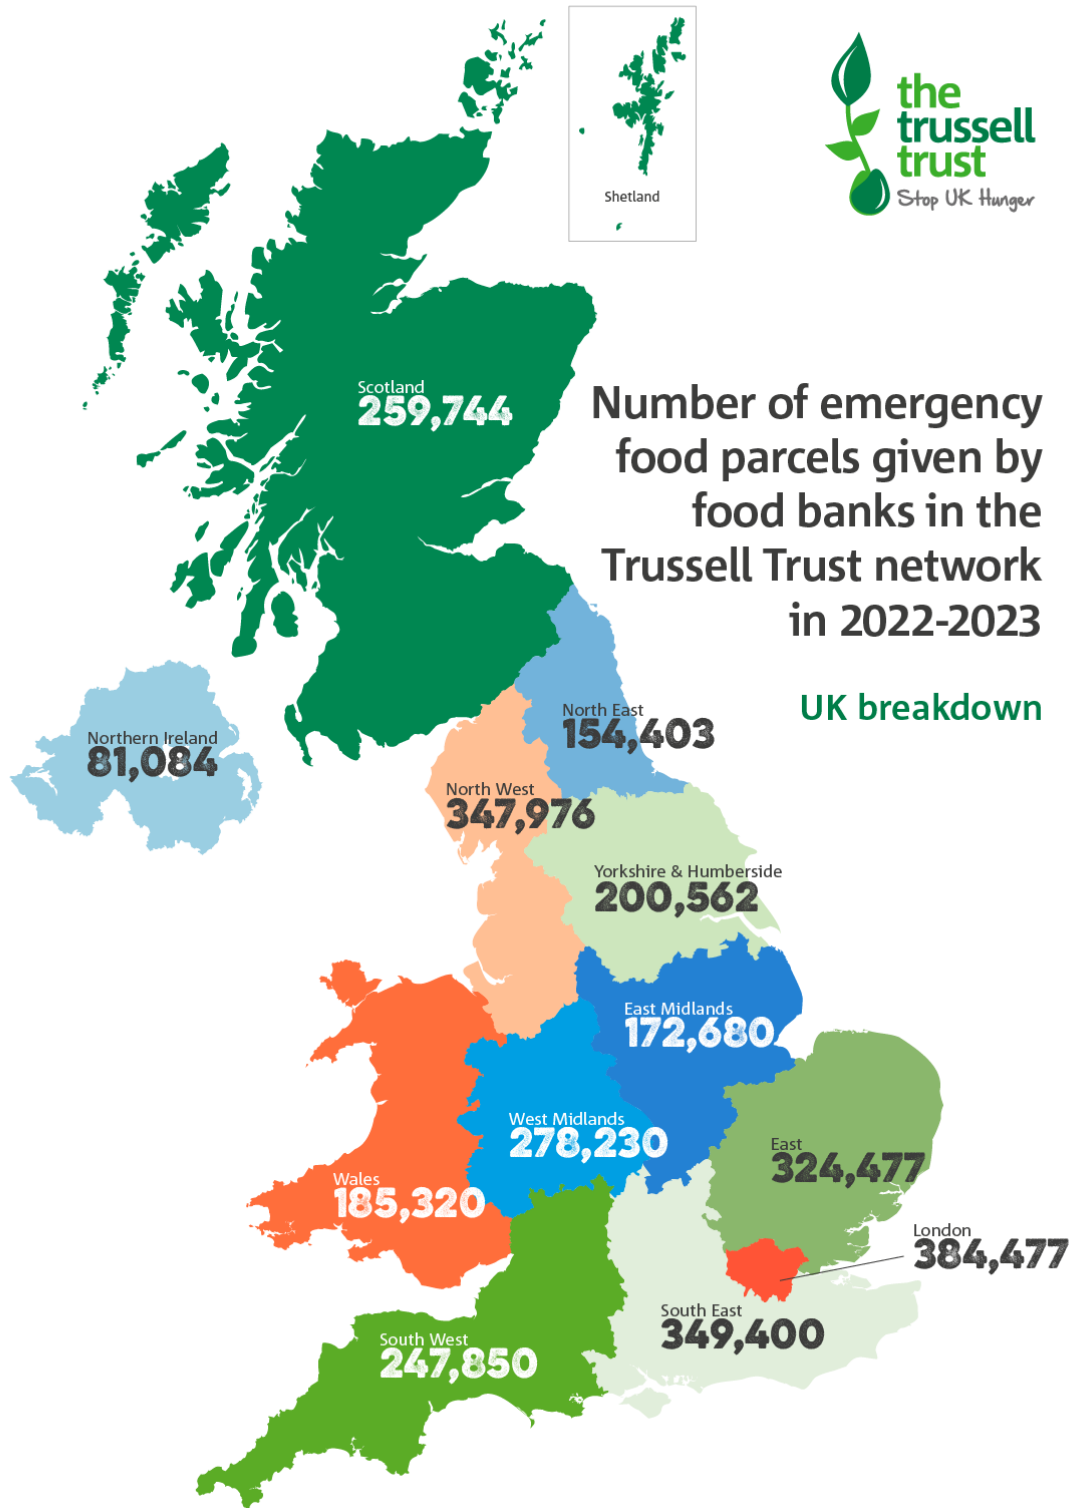 Shetland
the
trussell
trust
Stop UK Hunger
Scotland
259,744
Number of emergency
food parcels given by
food banks in the
Trussell Trust network
in 2022-2023
UK breakdown
Northern Ireland
81,084
North East
154,403
North West
347,976
Yorkshire & Humberside
200,562
East Midlands
172,680
West Midlands
278,230
East
324,477
Wales
185,320
London
384,477
South East
349,400
South West
247,850